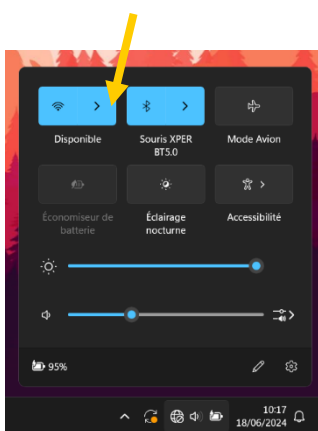 Disponible
Souris XPER
BT5.0
Mode Avion
Économiseur de
batterie
Éclairage
nocturne
Accessibilité
95%
10:17
18/06/2024